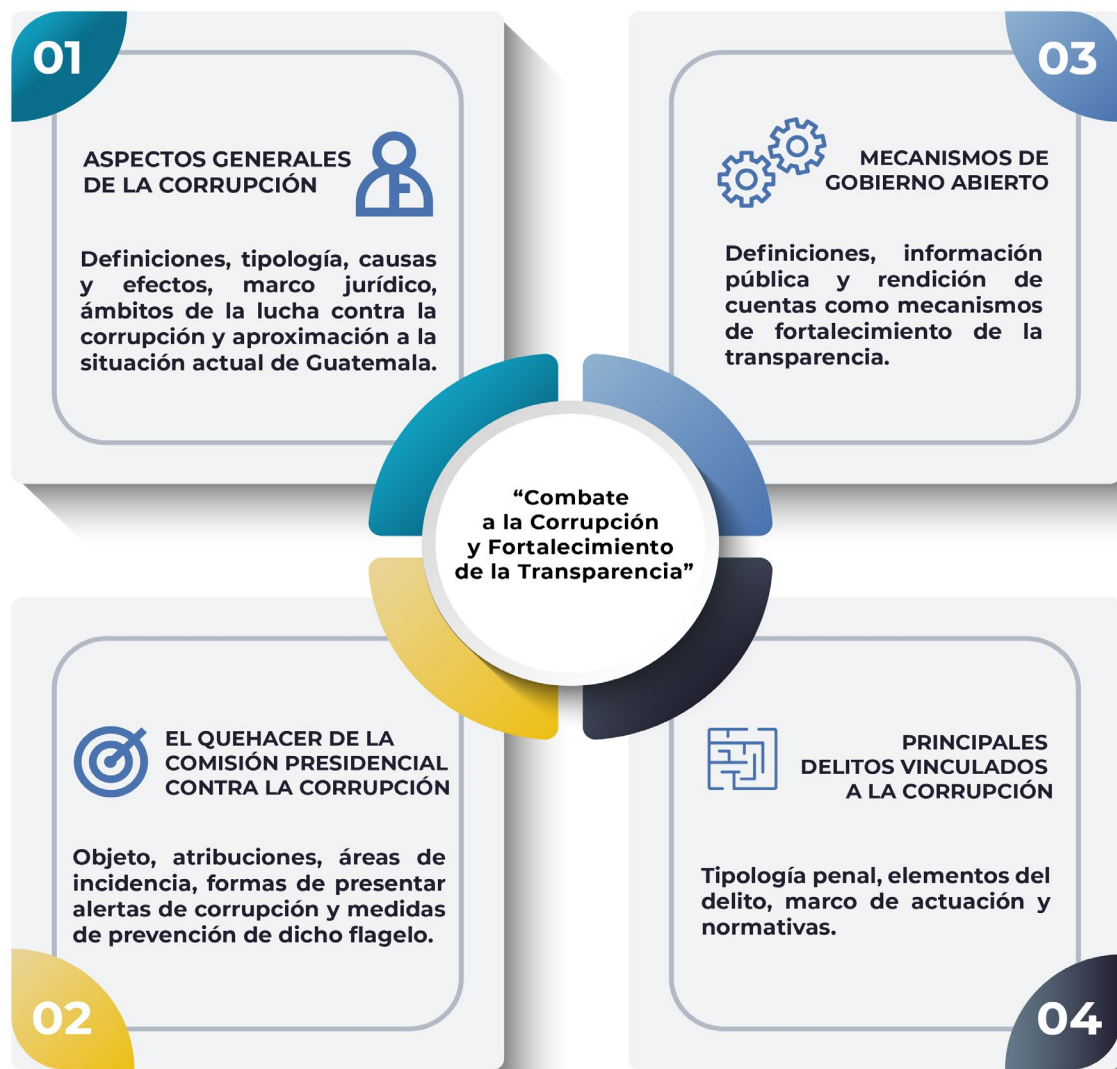 01
ASPECTOS GENERALES
DE LA CORRUPCIÓN
Definiciones, tipología, causas
y efectos, marco jurídico,
ámbitos de la lucha contra la
corrupción y aproximación a la
situación actual de Guatemala.
03
MECANISMOS DE
GOBIERNO ABIERTO
Definiciones, información
pública y rendición de
cuentas como mecanismos
de fortalecimiento de la
transparencia.
“Combate
a la Corrupción
y Fortalecimiento
de la Transparencia”
EL QUEHACER DE LA
COMISIÓN PRESIDENCIAL
CONTRA LA CORRUPCIÓN
Objeto, atribuciones, áreas de
incidencia, formas de presentar
alertas de corrupción y medidas
de prevención de dicho flagelo.
02
PRINCIPALES
DELITOS VINCULADOS
A LA CORRUPCIÓN
Tipología penal, elementos del
delito, marco de actuación y
normativas.
04